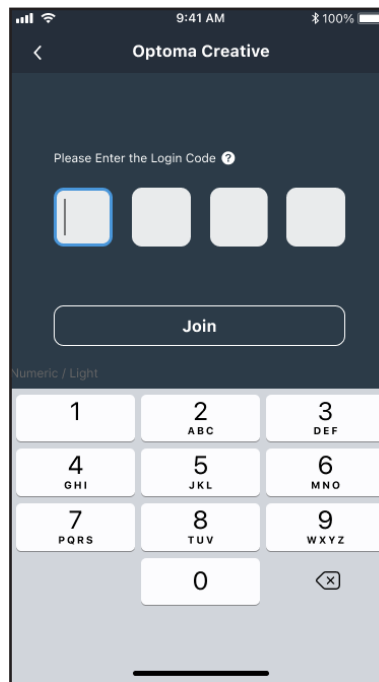 9:41 AM
100%
Optoma Creative
Please Enter the Login Code ?
Join
Numeric / Light
1
2
ABC
3
DEF
4
GHI
5
JKL
6
MNO
7
PQRS
8
TUV
9
WXYZ
0